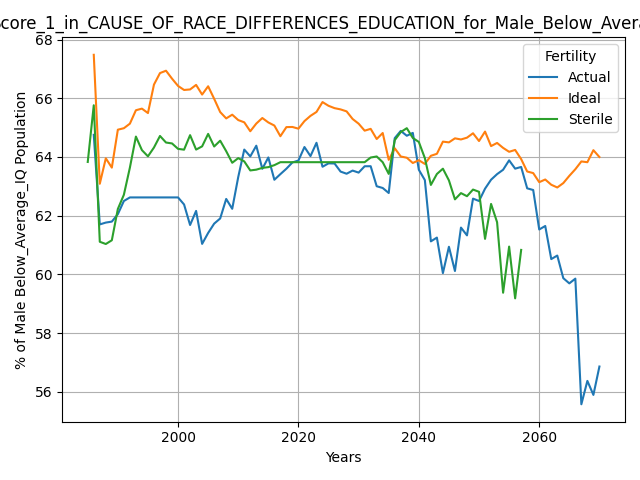 core_1_in_CAUSE_OF_RACE_DIFFERENCES_EDUCATION_for_Male_Below_Avera
68
66
64
62
60
58
56
% of Male Below_Average_IQ Population
Fertility
Actual
Ideal
Sterile
2000
2020
2040
2060
Years